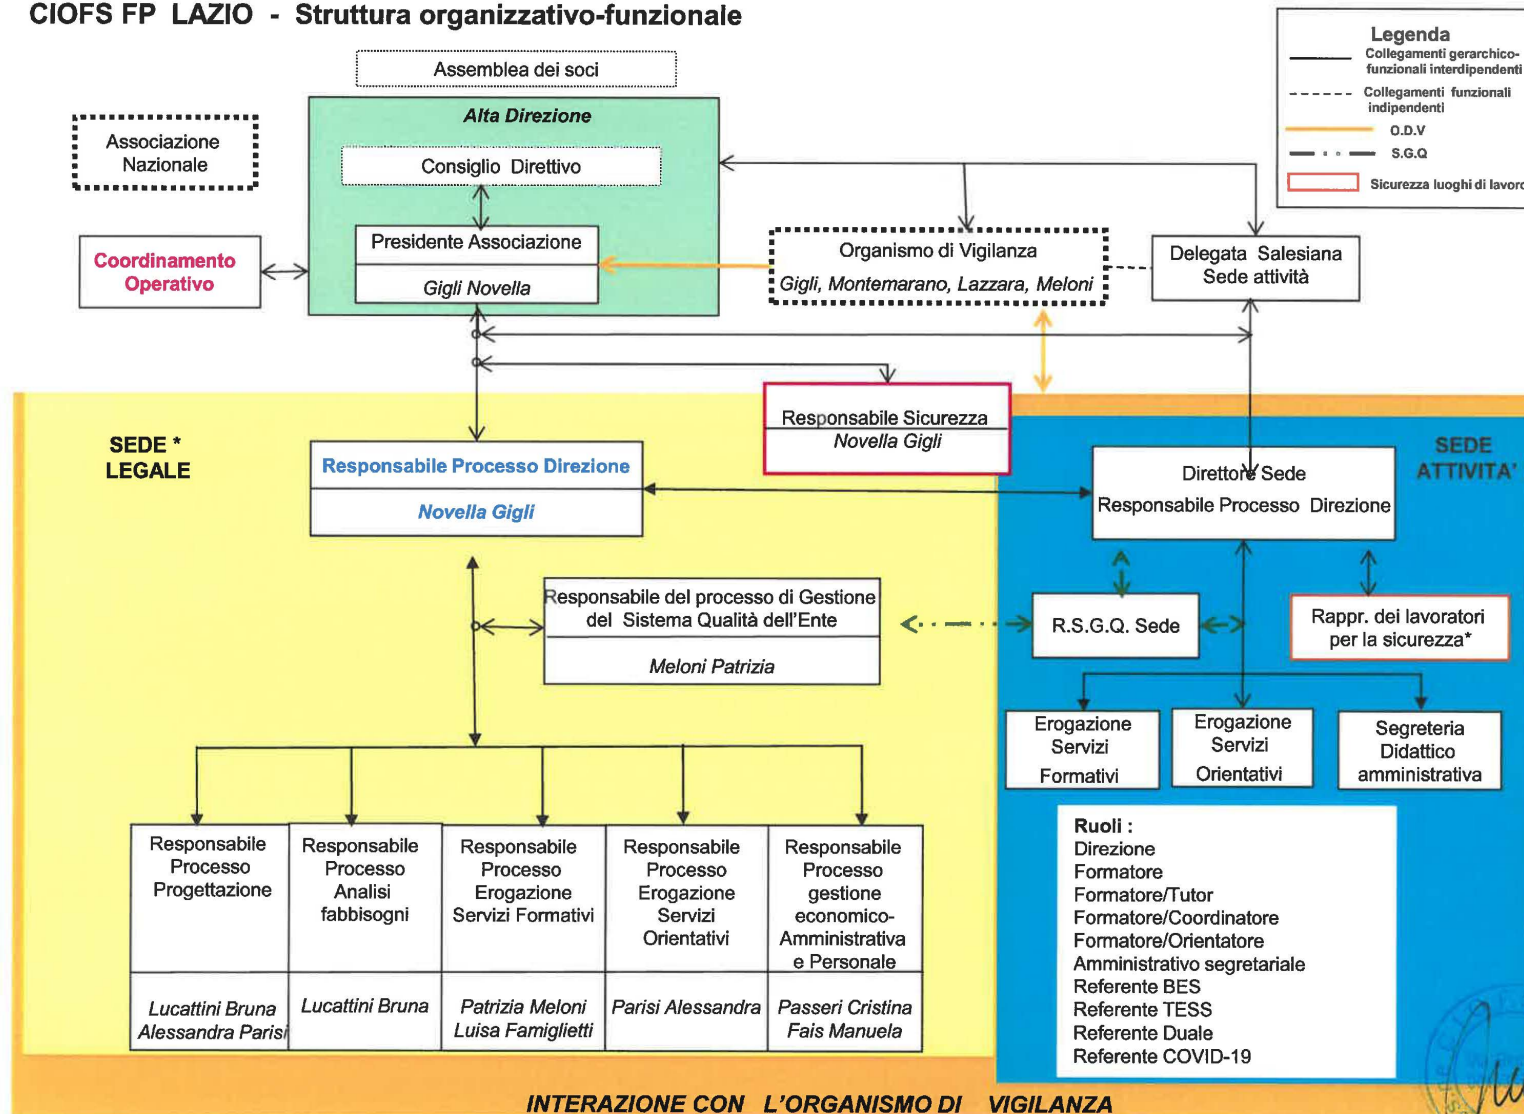 CIOFS FP LAZIO - Struttura organizzativo-funzionale
Legenda
Collegamenti gerarchico-
funzionali interdipendenti
Collegamenti funzionali
indipendenti
O.D.V
S.G.Q
Sicurezza luoghi di lavoro
Assemblea dei soci
Alta Direzione
Associazione
Nazionale
Consiglio Direttivo
Presidente Associazione
Gigli Novella
Coordinamento
Operativo
Organismo di Vigilanza
Gigli, Montemarano, Lazzara, Meloni
Delegata Salesiana
Sede attività
Responsabile Sicurezza
Novella Gigli
SEDE *
LEGALE
Responsabile Processo Direzione
Novella Gigli
SEDE
ATTIVITA'
Direttore Sede
Responsabile Processo Direzione
Responsabile del processo di Gestione
del Sistema Qualità dell'Ente
Meloni Patrizia
R.S.G.Q. Sede
Rappr. dei lavoratori
per la sicurezza*
Erogazione
Servizi
Formativi
Erogazione
Servizi
Orientativi
Segreteria
Didattico
amministrativa
Responsabile
Processo
Progettazione
Lucattini Bruna
Alessandra Parisi
Responsabile
Processo
Analisi
fabbisogni
Lucattini Bruna
Responsabile
Processo
Erogazione
Servizi Formativi
Patrizia Meloni
Luisa Famiglietti
Responsabile
Processo
Erogazione
Servizi
Orientativi
Parisi Alessandra
Responsabile
Processo
gestione
economico-
Amministrativa
e Personale
Passeri Cristina
Fais Manuela
Ruoli :
Direzione
Formatore
Formatore/Tutor
Formatore/Coordinatore
Formatore/Orientatore
Amministrativo segretariale
Referente BES
Referente TESS
Referente Duale
Referente COVID-19
INTERAZIONE CON L'ORGANISMO DI VIGILANZA